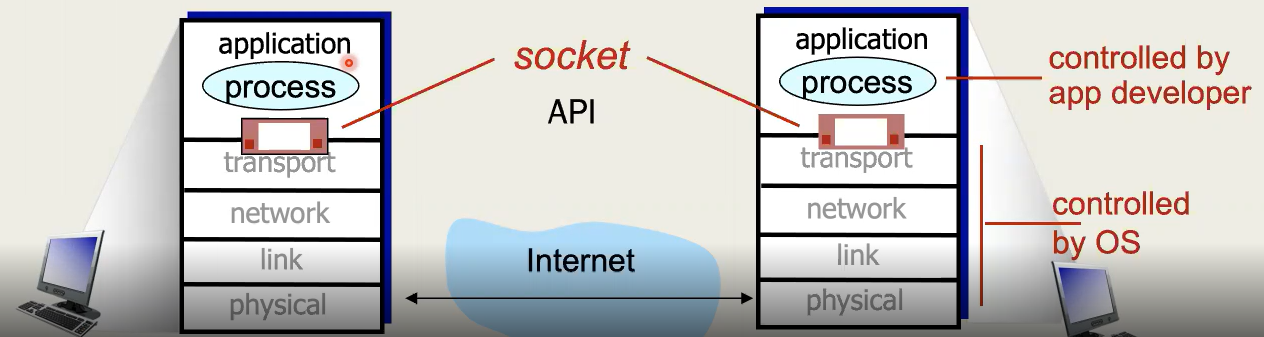 application
process
transport
network
link
physical
socket
API
Internet
application
process
transport
network
link
physical
controlled by
app developer
controlled
by OS